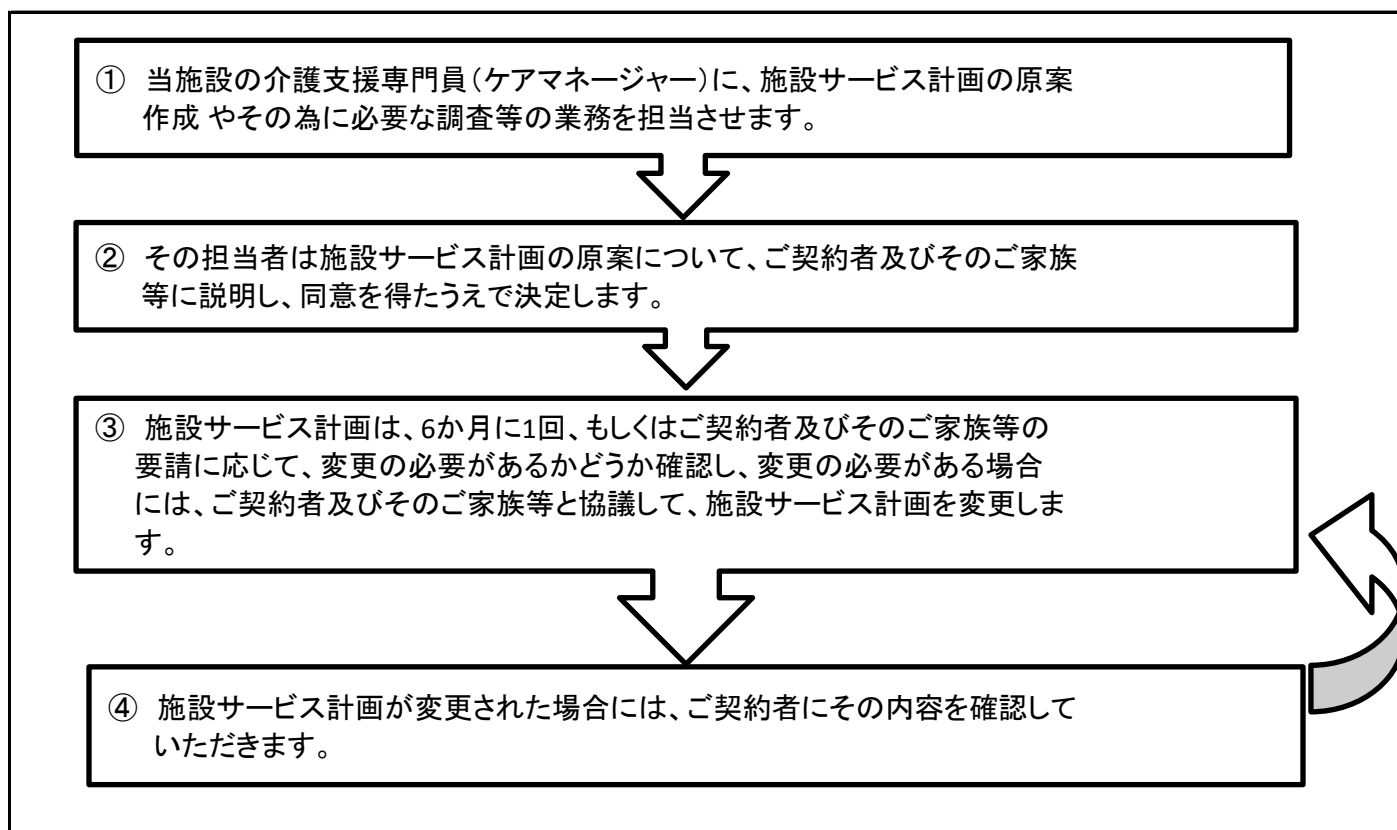 ① 当施設の介護支援専門員（ケアマネージャー）に、施設サービス計画の原案
作成 やその為に必要な調査等の業務を担当させます。
② その担当者は施設サービス計画の原案について、ご契約者及びそのご家族
等に説明し、同意を得たうえで決定します。
③ 施設サービス計画は、6か月に1回、もしくはご契約者及びそのご家族等の
要請に応じて、変更の必要があるかどうか確認し、変更の必要がある場合
には、ご契約者及びそのご家族等と協議して、施設サービス計画を変更しま
す。
④ 施設サービス計画が変更された場合には、ご契約者にその内容を確認して
いただきます。